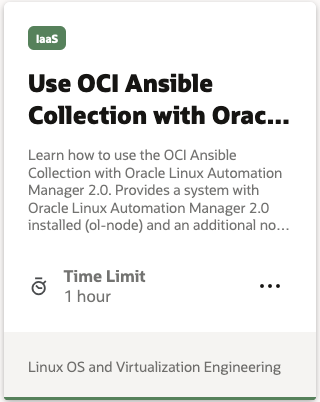 IaaS
Use OCI Ansible
Collection with Orac...
Learn how to use the OCI Ansible
Collection with Oracle Linux Automation
Manager 2.0. Provides a system with
Oracle Linux Automation Manager 2.0
installed (ol-node) and an additional no...
Time Limit
1 hour
Linux OS and Virtualization Engineering